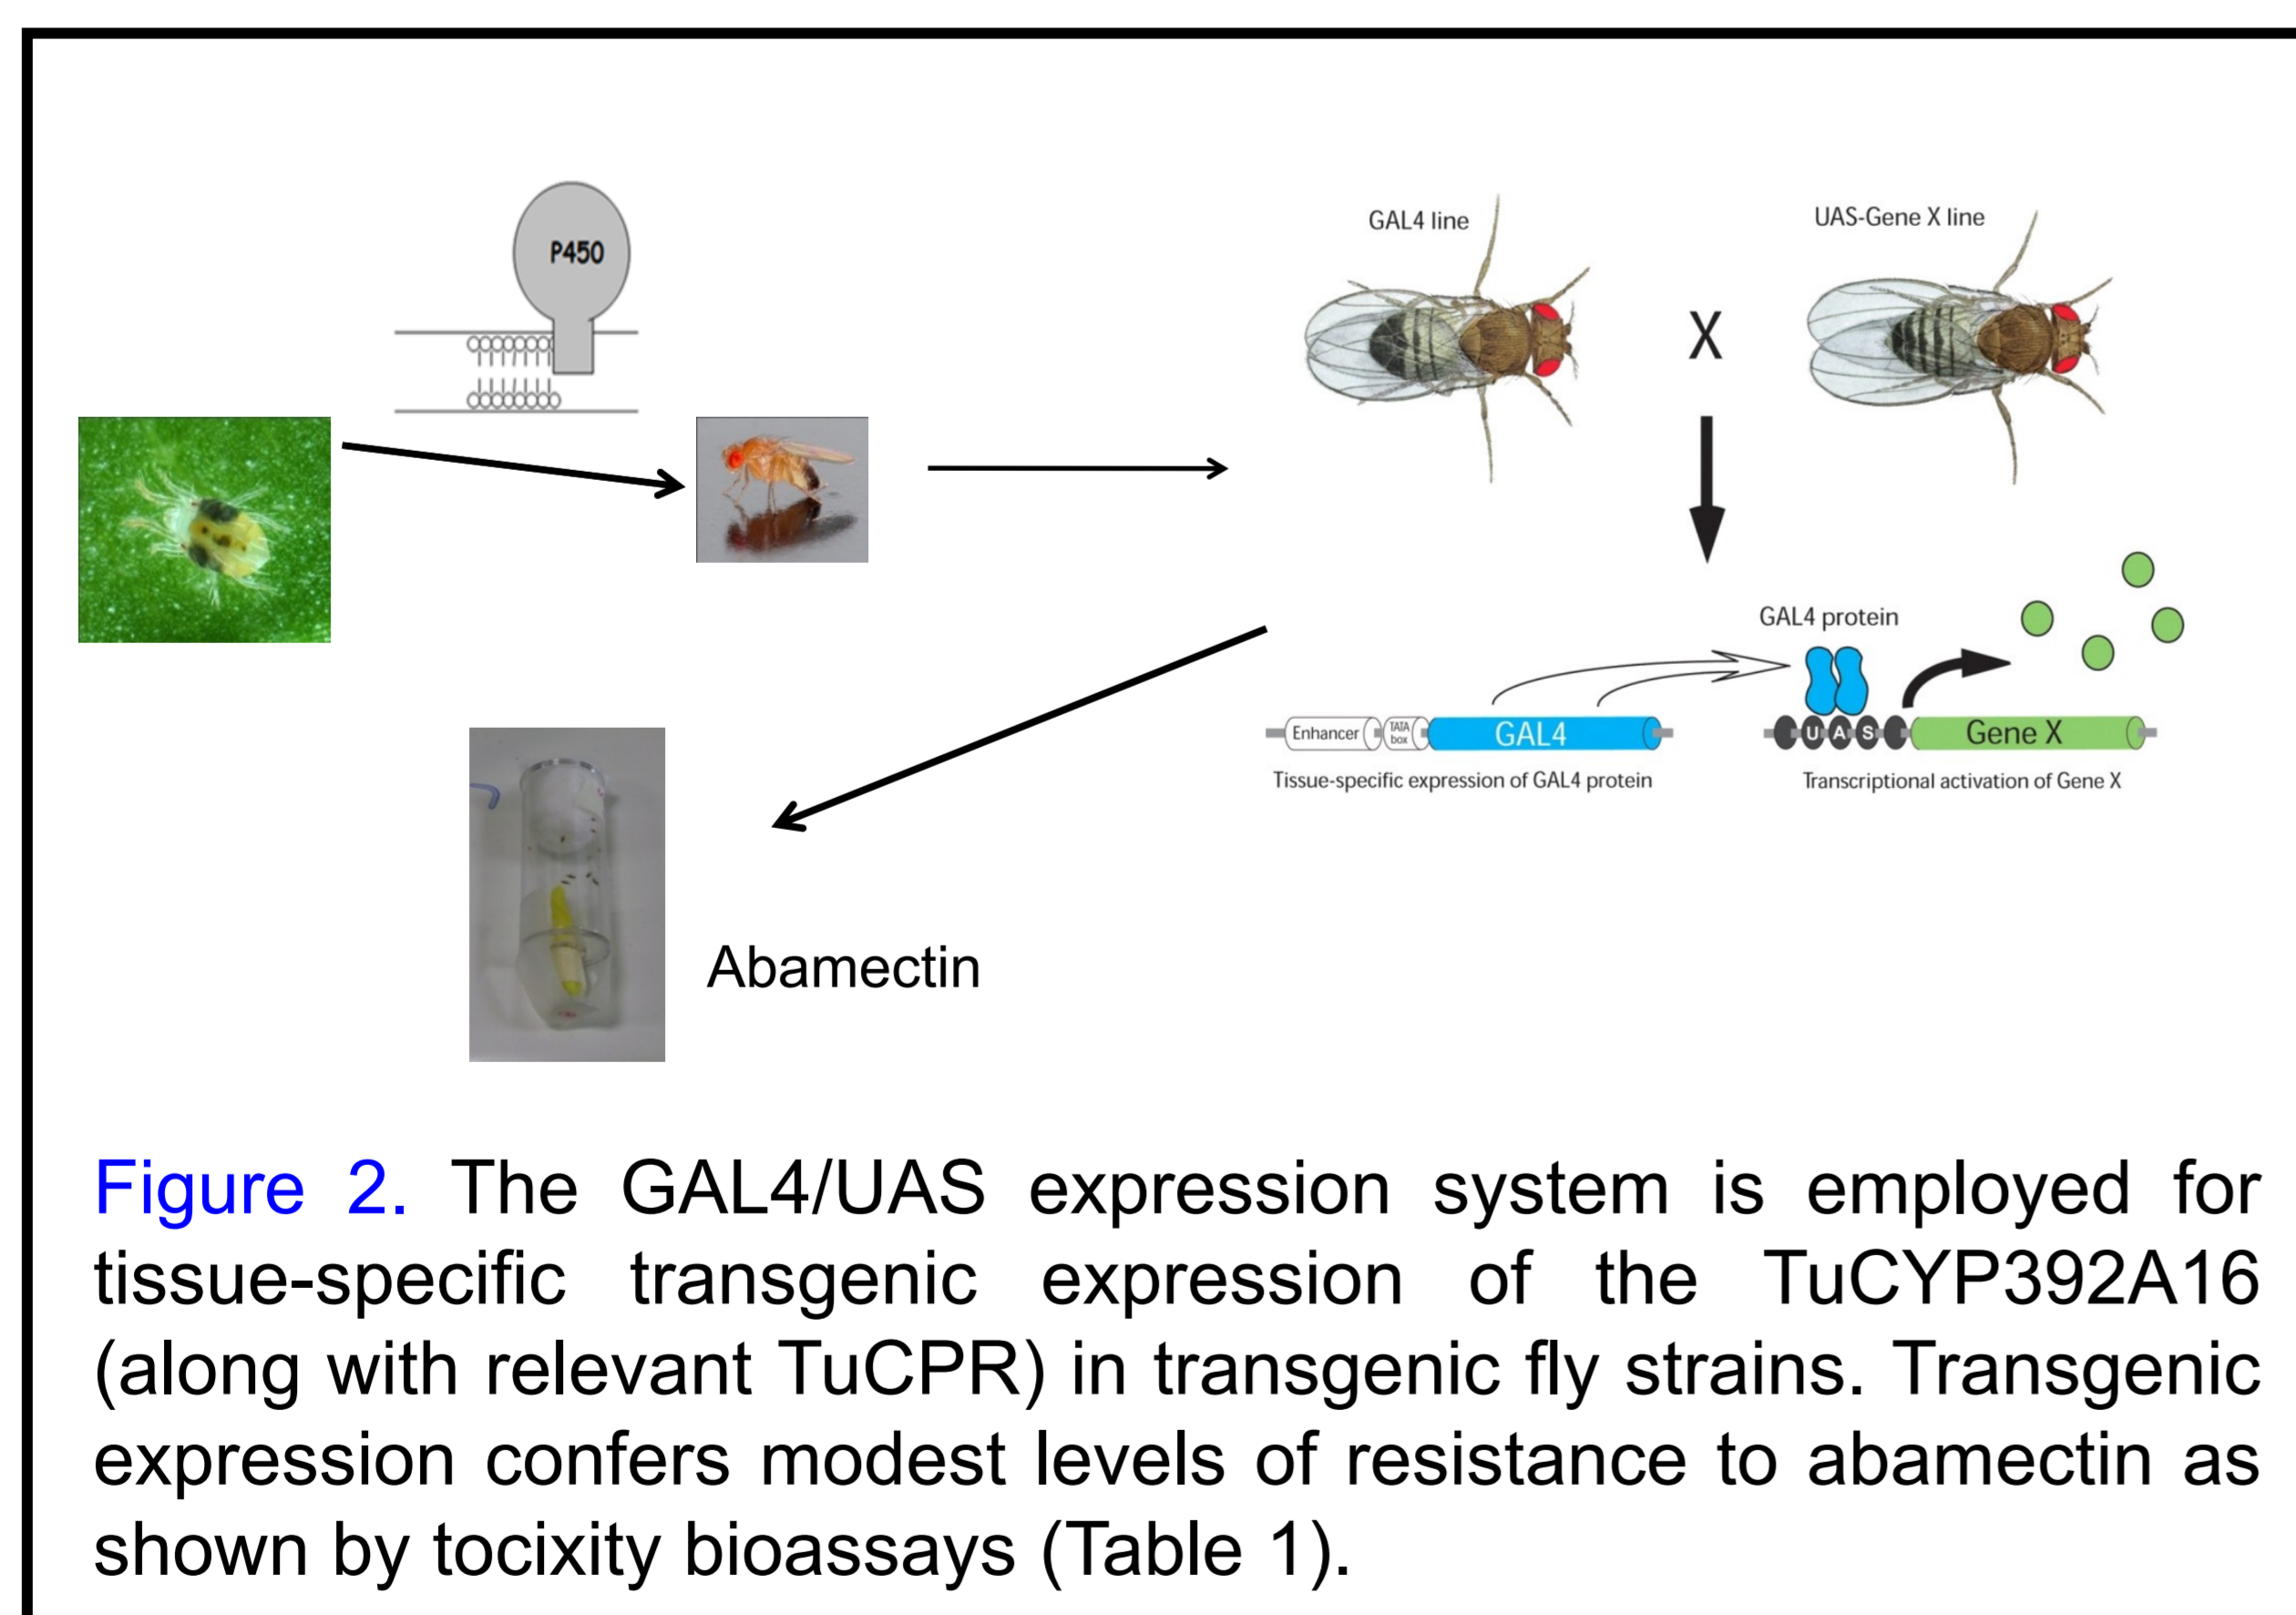 P450
GAL4 line
UAS-Gene X line
X
GAL4 protein
Enhancer
TATA
box
GAL4
U A S
Gene X
Tissue-specific expression of GAL4 protein
Transcriptional activation of Gene X
Abamectin
Figure 2. The GAL4/UAS expression system is employed for
tissue-specific transgenic expression of the TuCYP392A16
(along with relevant TuCPR) in transgenic fly strains. Transgenic
expression confers modest levels of resistance to abamectin as
shown by tocixity bioassays (Table 1).